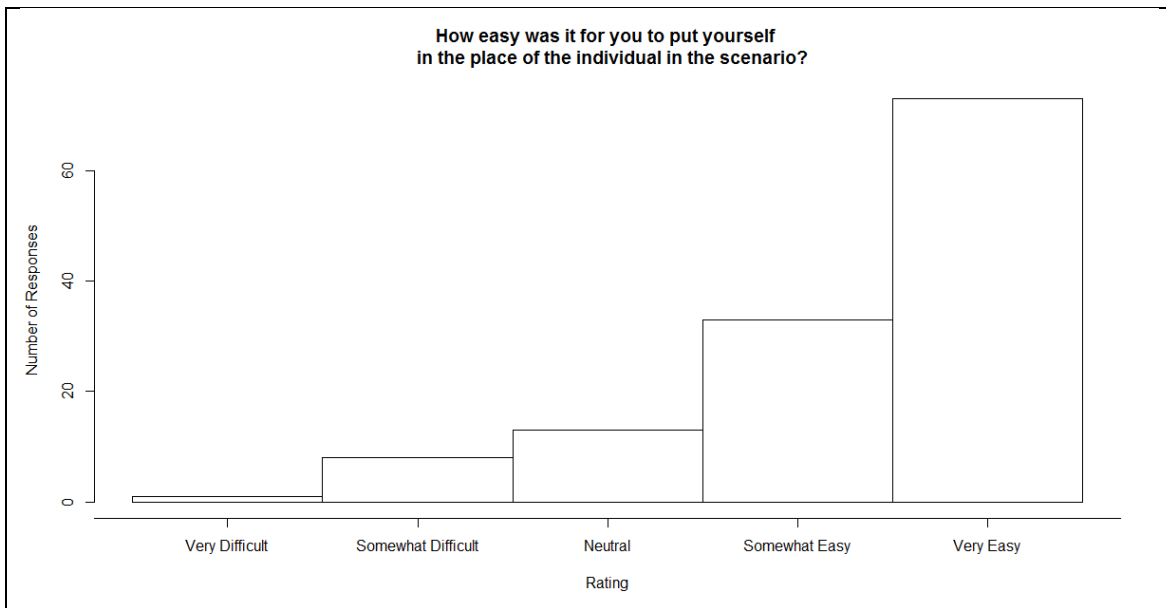 How easy was it for you to put yourself
in the place of the individual in the scenario?
Number of Responses
60
40
20
0
Very Difficult Somewhat Difficult Neutral Somewhat Easy Very Easy
Rating